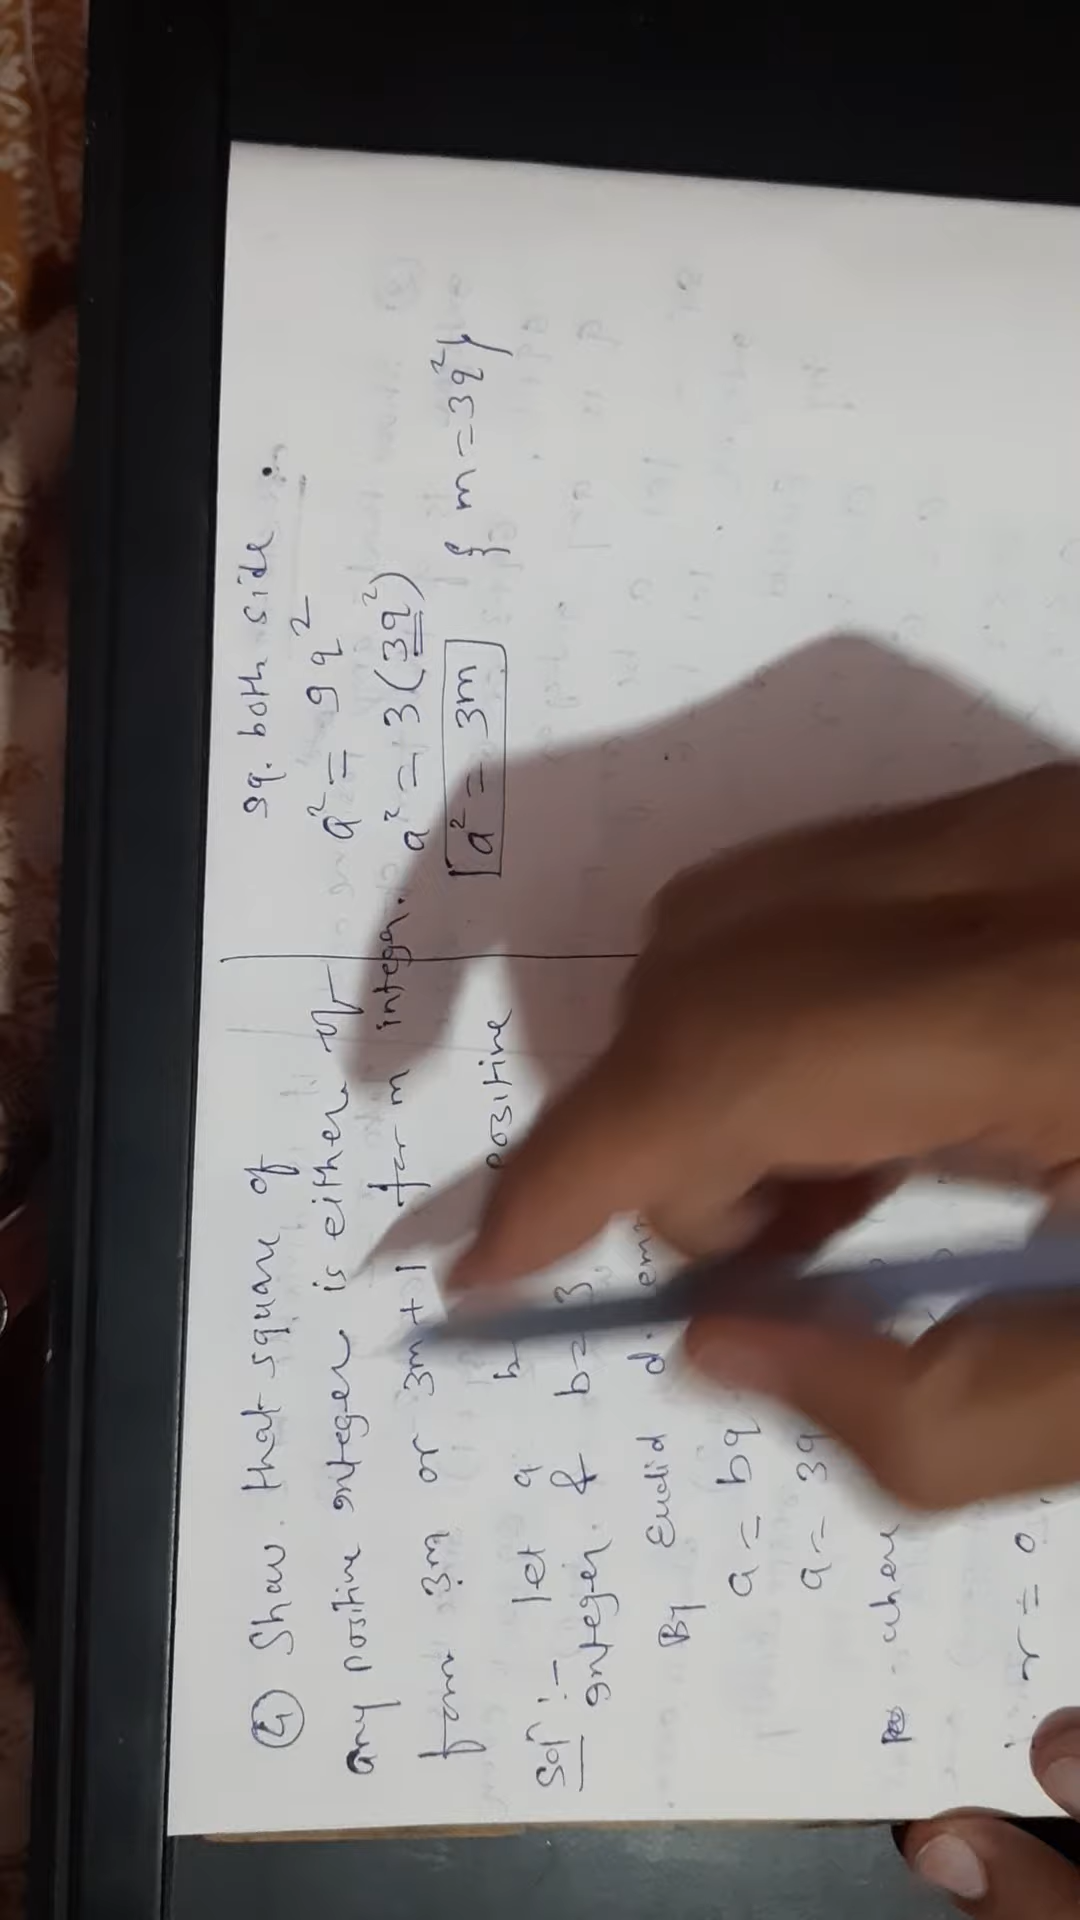 ④ Show that square of
any positive integer is either of
form 3m or 3m+1 for m integer.
Sol^n :- let a b positive
integer & b=3
By Euclid
a = bq
a = 3q
where
r = 0,
sq. both side
a² = 9q²
a² = 3(3q²)
a² = 3m { m=3q² }